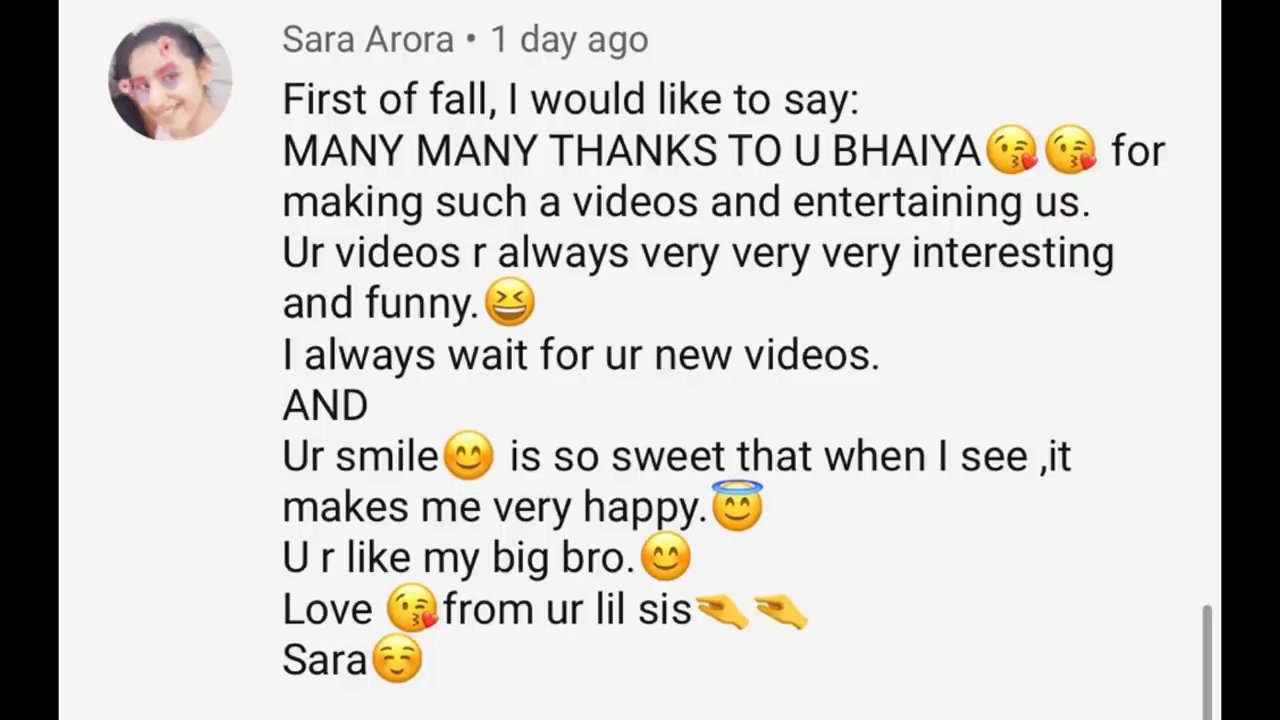 Sara Arora • 1 day ago
First of fall, I would like to say:
MANY MANY THANKS TO U BHAIYA😘😘 for
making such a videos and entertaining us.
Ur videos r always very very very interesting
and funny.😆
I always wait for ur new videos.
AND
Ur smile😊 is so sweet that when I see ,it
makes me very happy.😇
U r like my big bro.😊
Love 😘from ur lil sis🫳🫳
Sara☺️